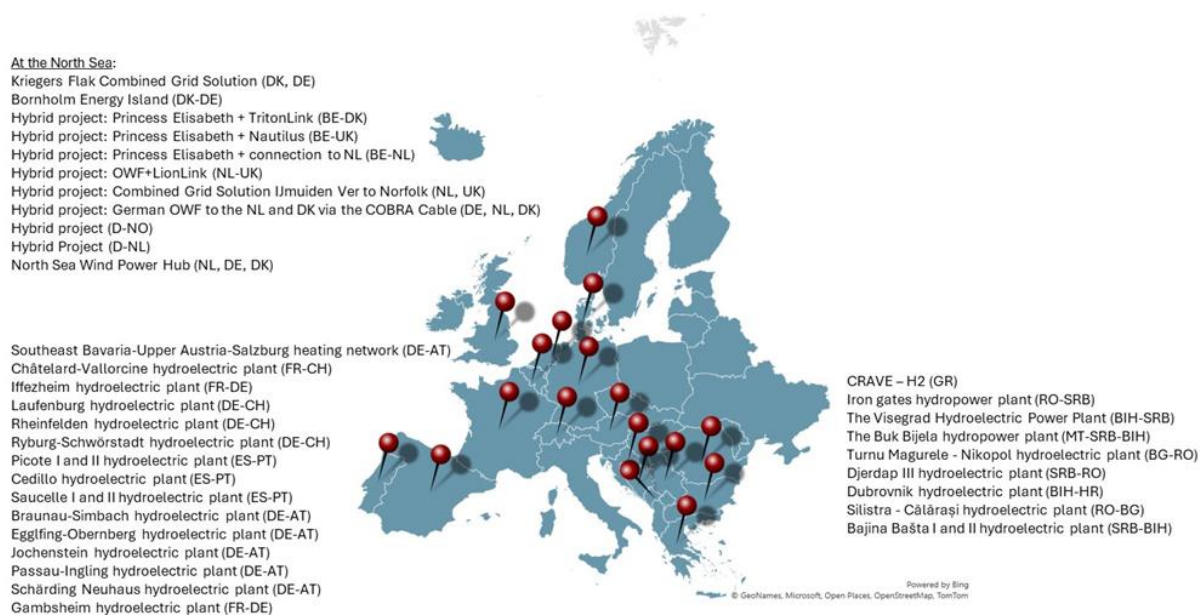 At the North Sea:
Kriegers Flak Combined Grid Solution (DK, DE)
Bornholm Energy Island (DK-DE)
Hybrid project: Princess Elisabeth + TritonLink (BE-DK)
Hybrid project: Princess Elisabeth + Nautilus (BE-UK)
Hybrid project: Princess Elisabeth + connection to NL (BE-NL)
Hybrid project: OWF+LionLink (NL-UK)
Hybrid project: Combined Grid Solution IJmuiden Ver to Norfolk (NL, UK)
Hybrid project: German OWF to the NL and DK via the COBRA Cable (DE, NL, DK)
Hybrid project (D-NO)
Hybrid Project (D-NL)
North Sea Wind Power Hub (NL, DE, DK)
Southeast Bavaria-Upper Austria-Salzburg heating network (DE-AT)
Châtelard-Vallorcine hydroelectric plant (FR-CH)
Iffezheim hydroelectric plant (FR-DE)
Laufenburg hydroelectric plant (DE-CH)
Rheinfelden hydroelectric plant (DE-CH)
Ryburg-Schwörstadt hydroelectric plant (DE-CH)
Picote I and II hydroelectric plant (ES-PT)
Cedillo hydroelectric plant (ES-PT)
Saucelle I and II hydroelectric plant (ES-PT)
Braunau-Simbach hydroelectric plant (DE-AT)
Egglfing-Obernberg hydroelectric plant (DE-AT)
Jochenstein hydroelectric plant (DE-AT)
Passau-Ingling hydroelectric plant (DE-AT)
Schärding Neuhaus hydroelectric plant (DE-AT)
Gambsheim hydroelectric plant (FR-DE)
CRAVE – H2 (GR)
Iron gates hydropower plant (RO-SRB)
The Visegrad Hydroelectric Power Plant (BIH-SRB)
The Buk Bijela hydropower plant (MT-SRB-BIH)
Turnu Magurele - Nikopol hydroelectric plant (BG-RO)
Djerdap III hydroelectric plant (SRB-RO)
Dubrovnik hydroelectric plant (BIH-HR)
Silistra - Călărași hydroelectric plant (RO-BG)
Bajina Bašta I and II hydroelectric plant (SRB-BIH)
Powered by Bing
© GeoNames, Microsoft, Open Places, OpenStreetMap, TomTom